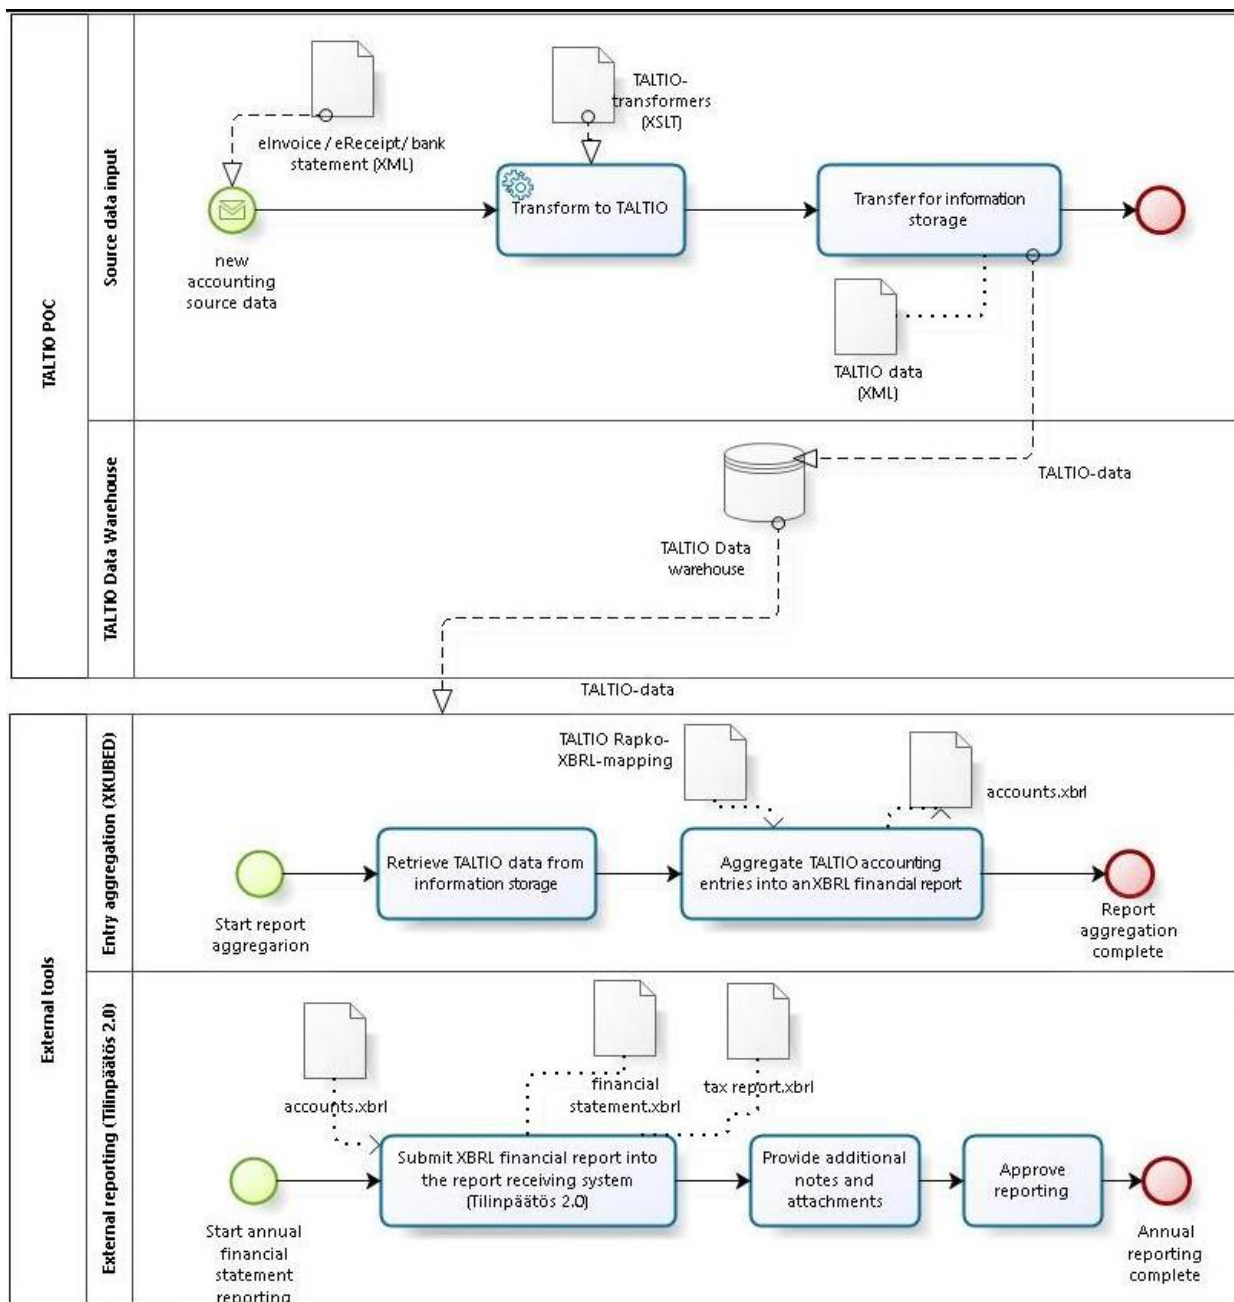 TALTIO POC
Source data input
eInvoice / eReceipt/ bank
statement (XML)
TALTIO-
transformers
(XSLT)
new
accounting
source data
Transform to TALTIO
Transfer for information
storage
TALTIO data
(XML)
TALTIO Data Warehouse
TALTIO-data
TALTIO Data
warehouse
TALTIO-data
External tools
Entry aggregation (XKUBED)
TALTIO Rapko-
XBRL-mapping
accounts.xbrl
Start report
aggregarion
Retrieve TALTIO data from
information storage
Aggregate TALTIO accounting
entries into an XBRL financial report
Report
aggregation
complete
External reporting (Tilinpäätös 2.0)
accounts.xbrl
financial
statement.xbrl
tax report.xbrl
Start annual
financial
statement
reporting
Submit XBRL financial report into
the report receiving system
(Tilinpäätös 2.0)
Provide additional
notes and
attachments
Approve
reporting
Annual
reporting
complete